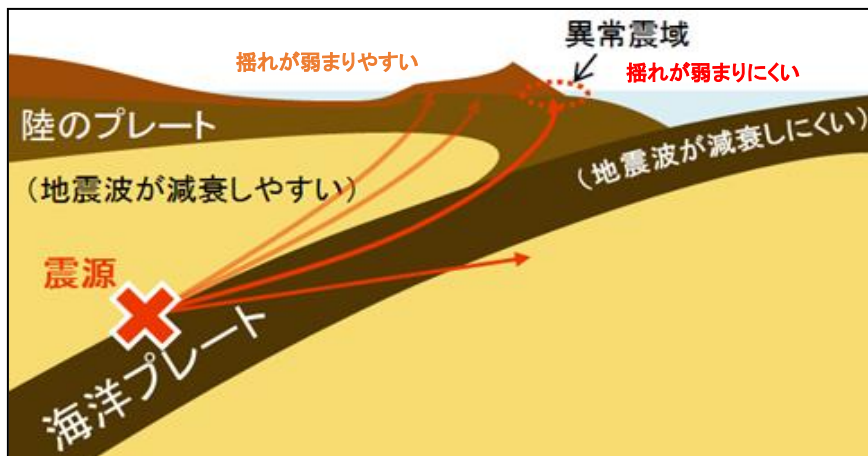 異常震域
揺れが弱まりやすい
揺れが弱まりにくい
陸のプレート
(地震波が減衰しにくい)
(地震波が減衰しやすい)
震源
海洋プレート